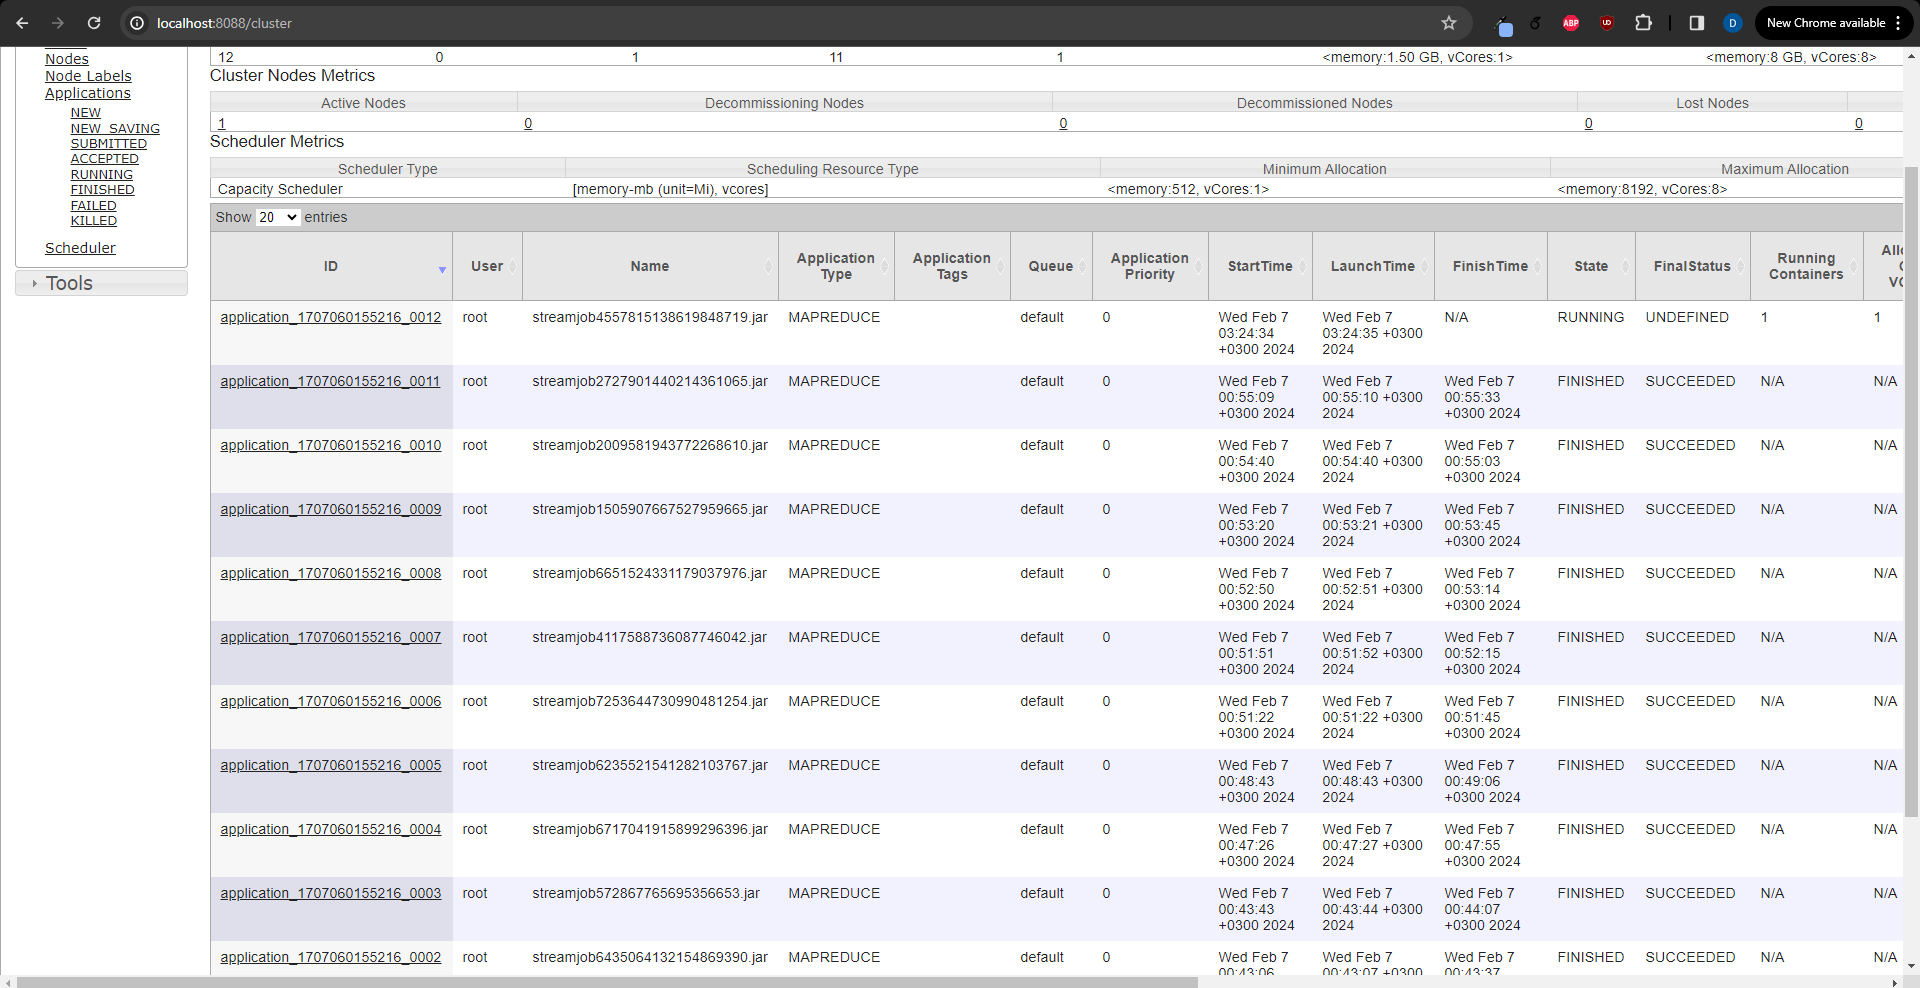 localhost:8088/cluster
New Chrome available
D
ABP
Nodes
Node Labels
Applications
NEW
NEW_SAVING
SUBMITTED
ACCEPTED
RUNNING
FINISHED
FAILED
KILLED
Scheduler
Tools
12 0 1 11 1 <memory:1.50 GB, vCores:1> <memory:8 GB, vCores:8>
Cluster Nodes Metrics
Active Nodes Decommissioning Nodes Decommissioned Nodes Lost Nodes
1 0 0 0 0
Scheduler Metrics
Scheduler Type Scheduling Resource Type Minimum Allocation Maximum Allocation
Capacity Scheduler [memory-mb (unit=Mi), vcores] <memory:512, vCores:1> <memory:8192, vCores:8>
Show 20 entries
ID User Name Application Type Application Tags Queue Application Priority StartTime LaunchTime FinishTime State FinalStatus Running Containers
application_1707060155216_0012 root streamjob4557815138619848719.jar MAPREDUCE default 0 Wed Feb 7 03:24:34 +0300 2024 Wed Feb 7 03:24:35 +0300 2024 N/A RUNNING UNDEFINED 1 1
application_1707060155216_0011 root streamjob2727901440214361065.jar MAPREDUCE default 0 Wed Feb 7 00:55:09 +0300 2024 Wed Feb 7 00:55:10 +0300 2024 Wed Feb 7 00:55:33 +0300 2024 FINISHED SUCCEEDED N/A N/A
application_1707060155216_0010 root streamjob2009581943772268610.jar MAPREDUCE default 0 Wed Feb 7 00:54:40 +0300 2024 Wed Feb 7 00:54:40 +0300 2024 Wed Feb 7 00:55:03 +0300 2024 FINISHED SUCCEEDED N/A N/A
application_1707060155216_0009 root streamjob1505907667527959665.jar MAPREDUCE default 0 Wed Feb 7 00:53:20 +0300 2024 Wed Feb 7 00:53:21 +0300 2024 Wed Feb 7 00:53:45 +0300 2024 FINISHED SUCCEEDED N/A N/A
application_1707060155216_0008 root streamjob6651524331179037976.jar MAPREDUCE default 0 Wed Feb 7 00:52:50 +0300 2024 Wed Feb 7 00:52:51 +0300 2024 Wed Feb 7 00:53:14 +0300 2024 FINISHED SUCCEEDED N/A N/A
application_1707060155216_0007 root streamjob4117588736087746042.jar MAPREDUCE default 0 Wed Feb 7 00:51:51 +0300 2024 Wed Feb 7 00:51:52 +0300 2024 Wed Feb 7 00:52:15 +0300 2024 FINISHED SUCCEEDED N/A N/A
application_1707060155216_0006 root streamjob7253644730990481254.jar MAPREDUCE default 0 Wed Feb 7 00:51:22 +0300 2024 Wed Feb 7 00:51:22 +0300 2024 Wed Feb 7 00:51:45 +0300 2024 FINISHED SUCCEEDED N/A N/A
application_1707060155216_0005 root streamjob6235521541282103767.jar MAPREDUCE default 0 Wed Feb 7 00:48:43 +0300 2024 Wed Feb 7 00:48:43 +0300 2024 Wed Feb 7 00:49:06 +0300 2024 FINISHED SUCCEEDED N/A N/A
application_1707060155216_0004 root streamjob6717041915899296396.jar MAPREDUCE default 0 Wed Feb 7 00:47:26 +0300 2024 Wed Feb 7 00:47:27 +0300 2024 Wed Feb 7 00:47:55 +0300 2024 FINISHED SUCCEEDED N/A N/A
application_1707060155216_0003 root streamjob572867765695356653.jar MAPREDUCE default 0 Wed Feb 7 00:43:43 +0300 2024 Wed Feb 7 00:43:44 +0300 2024 Wed Feb 7 00:44:07 +0300 2024 FINISHED SUCCEEDED N/A N/A
application_1707060155216_0002 root streamjob6435064132154869390.jar MAPREDUCE default 0 Wed Feb 7 00:43:06 Wed Feb 7 00:43:07 +0300 Wed Feb 7 00:43:37 FINISHED SUCCEEDED N/A N/A